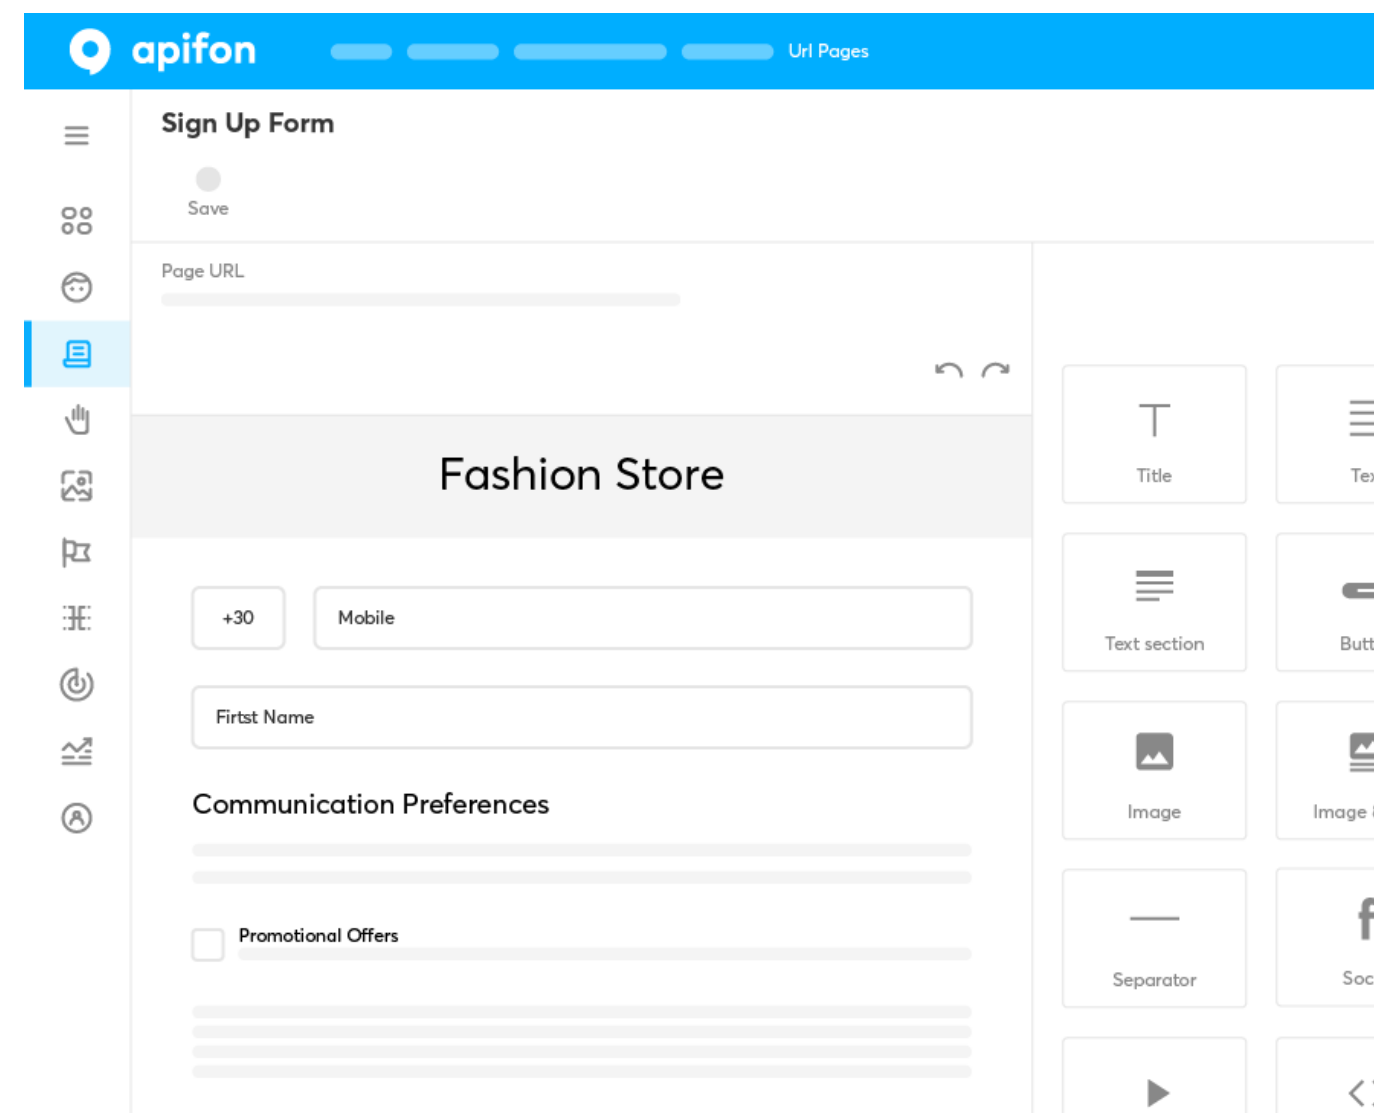 apifon
Url Pages
Sign Up Form
Save
Page URL
Fashion Store
+30
Mobile
Firtst Name
Communication Preferences
Promotional Offers
Title
Text section
Image
Image
Separator